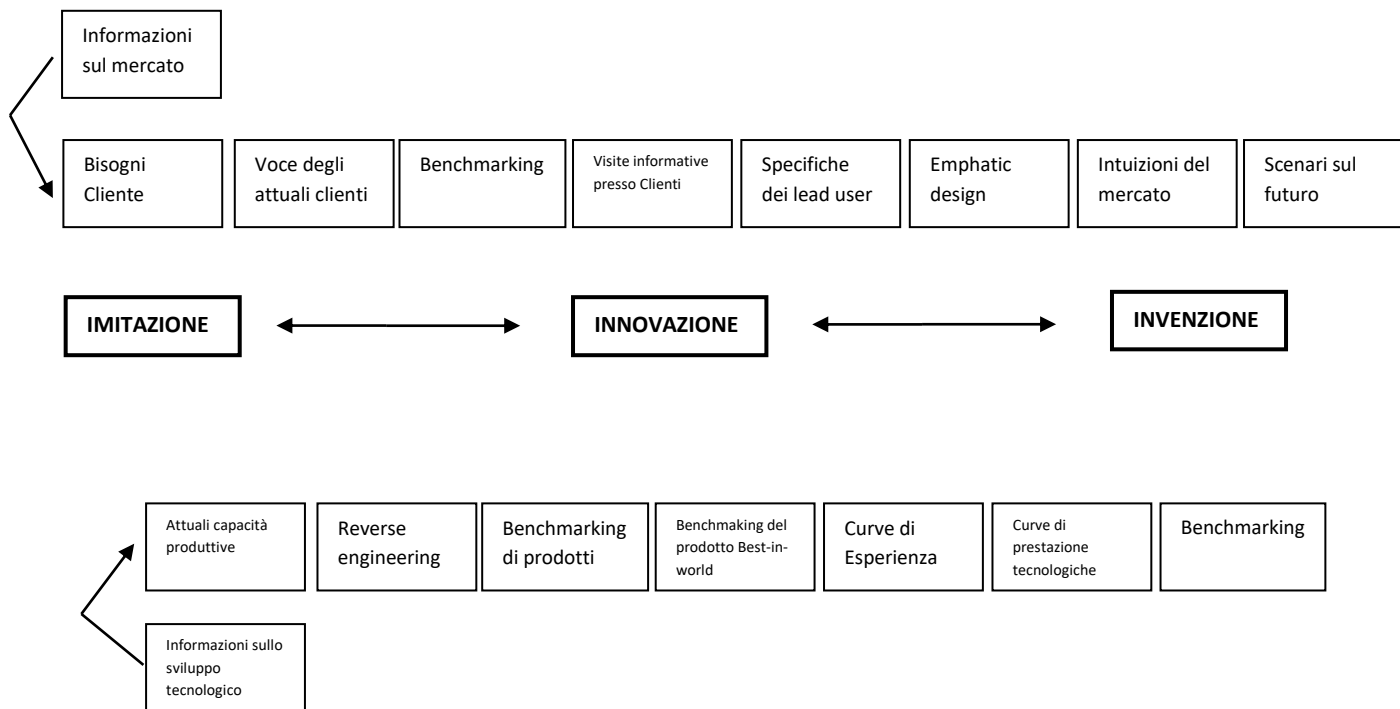 Informazioni
sul mercato
Bisogni
Cliente
Voce degli
attuali clienti
Benchmarking
Visite informative
presso Clienti
Specifiche
dei lead user
Emphatic
design
Intuizioni del
mercato
Scenari sul
futuro
IMITAZIONE
INNOVAZIONE
INVENZIONE
Attuali capacità
produttive
Reverse
engineering
Benchmarking
di prodotti
Benchmaking del
prodotto Best-in-
world
Curve di
Esperienza
Curve di
prestazione
tecnologiche
Benchmarking
Informazioni sullo
sviluppo
tecnologico